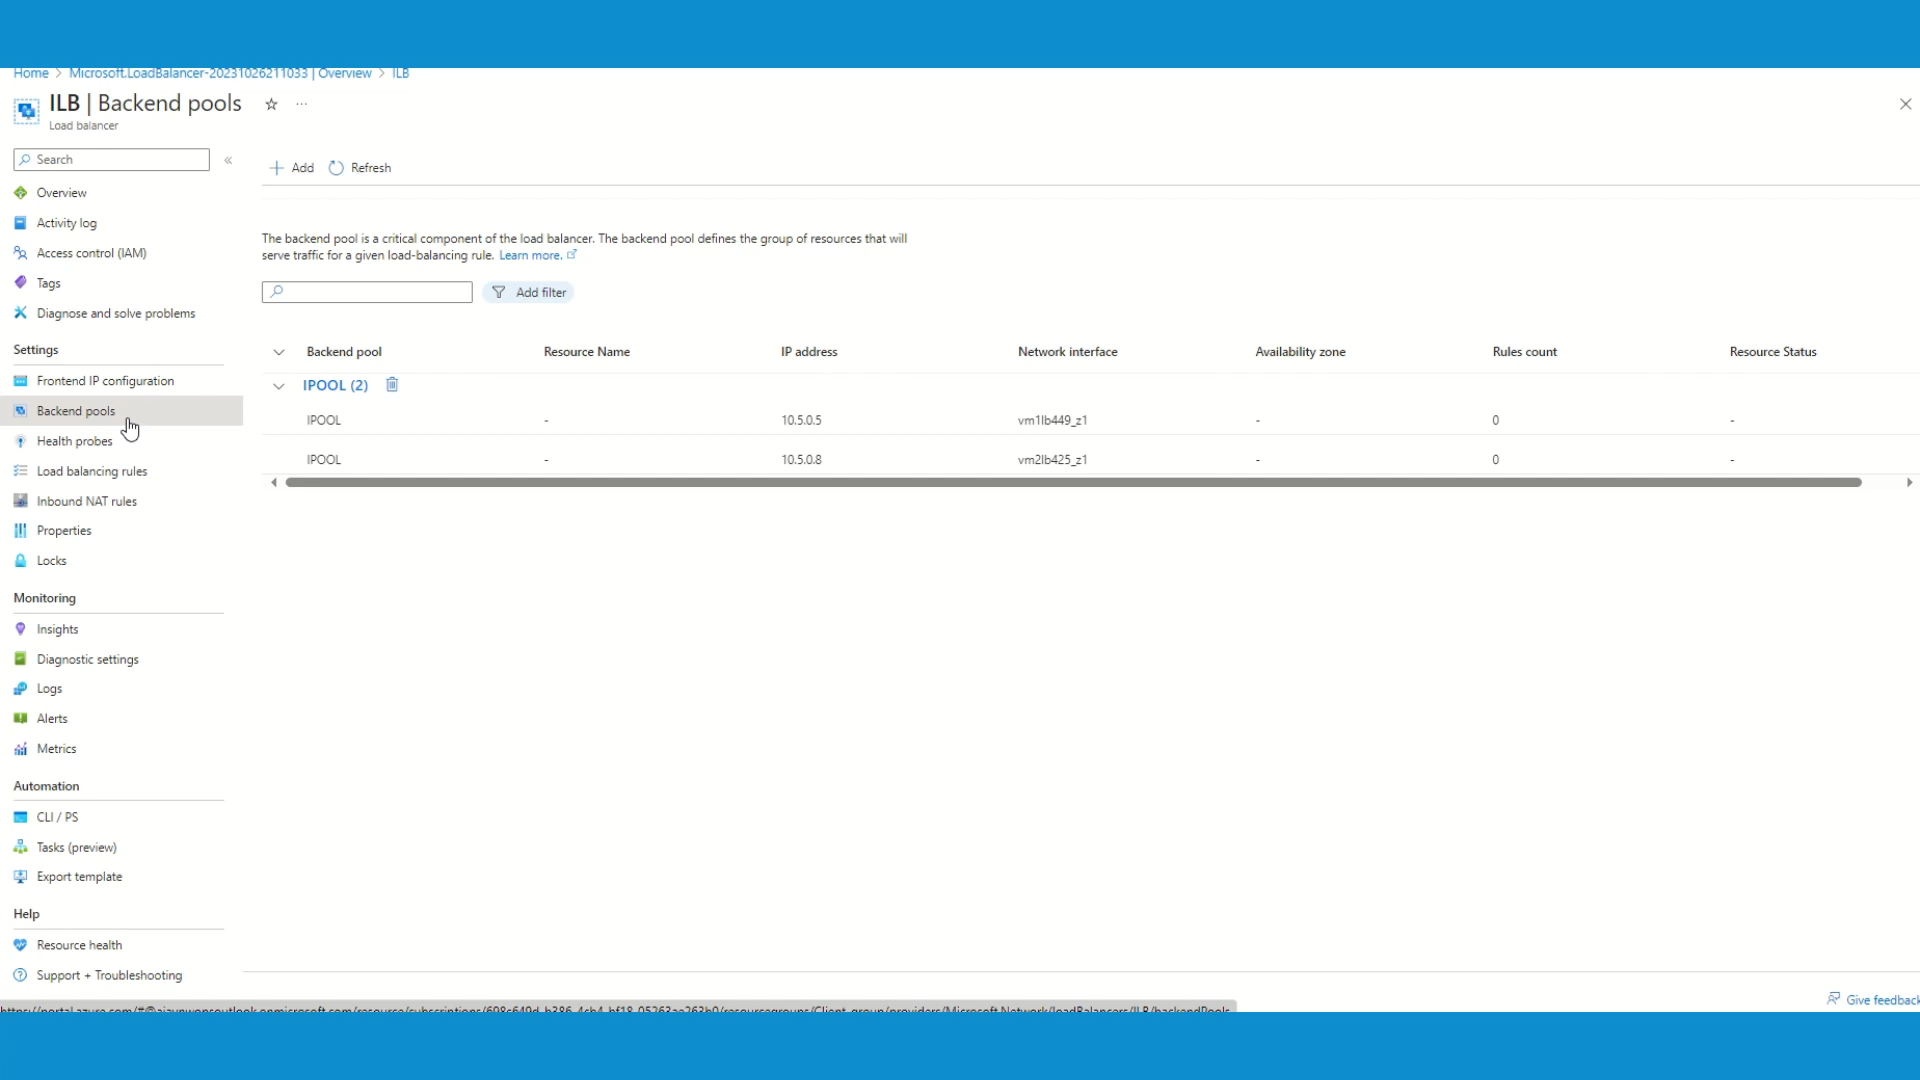 Home > Microsoft.LoadBalancer-20231026211033 | Overview > ILB
ILB | Backend pools
Load balancer
Search
Add
Refresh
Overview
Activity log
Access control (IAM)
Tags
Diagnose and solve problems
Settings
Frontend IP configuration
Backend pools
Health probes
Load balancing rules
Inbound NAT rules
Properties
Locks
Monitoring
Insights
Diagnostic settings
Logs
Alerts
Metrics
Automation
CLI / PS
Tasks (preview)
Export template
Help
Resource health
Support + Troubleshooting
The backend pool is a critical component of the load balancer. The backend pool defines the group of resources that will
serve traffic for a given load-balancing rule. Learn more.
Add filter
Backend pool Resource Name IP address Network interface Availability zone Rules count Resource Status
IPOOL (2)
IPOOL - 10.5.0.5 vm1lb449_z1 - 0 -
IPOOL - 10.5.0.8 vm2lb425_z1 - 0 -
Give feedback